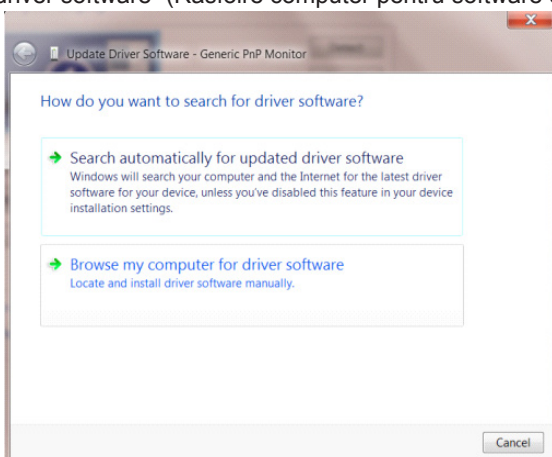 driver software" (Răsfoire computer pentru software
Update Driver Software - Generic PnP Monitor
How do you want to search for driver software?
Search automatically for updated driver software
Windows will search your computer and the Internet for the latest driver
software for your device, unless you've disabled this feature in your device
installation settings.
Browse my computer for driver software
Locate and install driver software manually.
Cancel